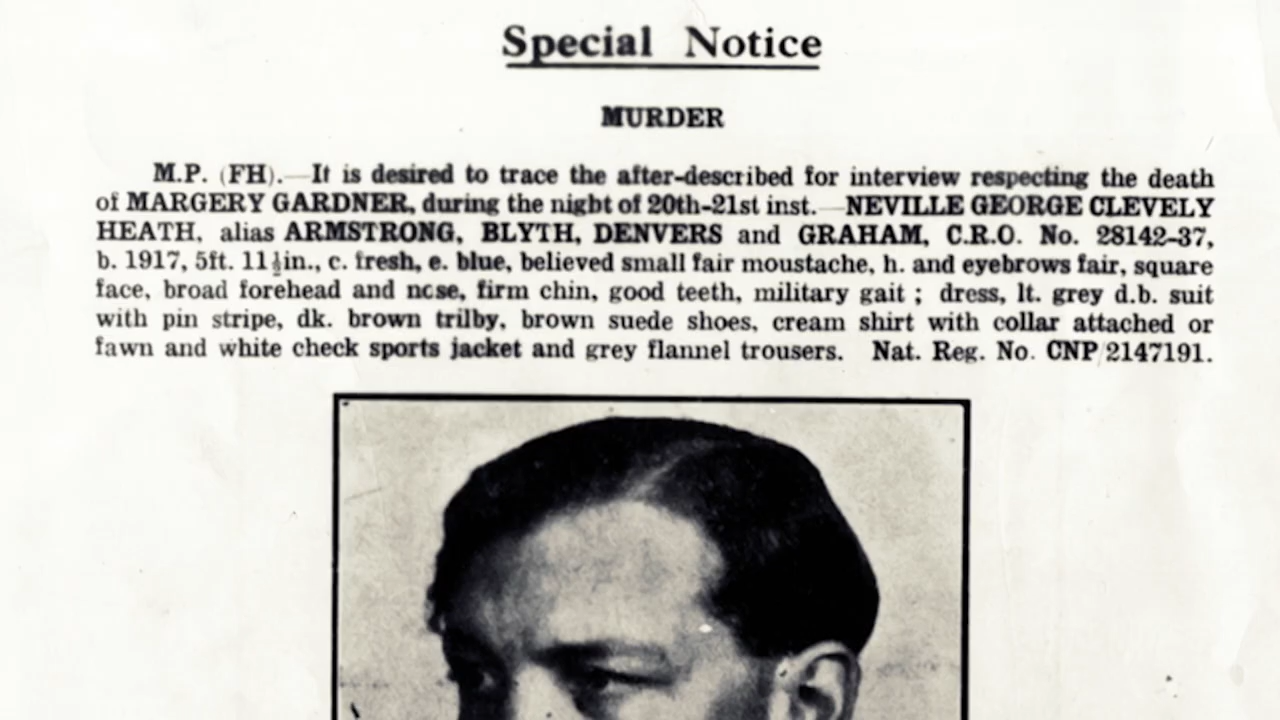 Special Notice
MURDER
M.P. (FH).—It is desired to trace the after-described for interview respecting the death
of MARGERY GARDNER, during the night of 20th-21st inst.—NEVILLE GEORGE CLEVELY
HEATH, alias ARMSTRONG, BLYTH, DENVERS and GRAHAM, C.R.O. No. 28142-37,
b. 1917, 5ft. 11½in., c. fresh, e. blue, believed small fair moustache, h. and eyebrows fair, square
face, broad forehead and nose, firm chin, good teeth, military gait ; dress, lt. grey d.b. suit
with pin stripe, dk. brown trilby, brown suede shoes, cream shirt with collar attached or
fawn and white check sports jacket and grey flannel trousers. Nat. Reg. No. CNP/2147191.